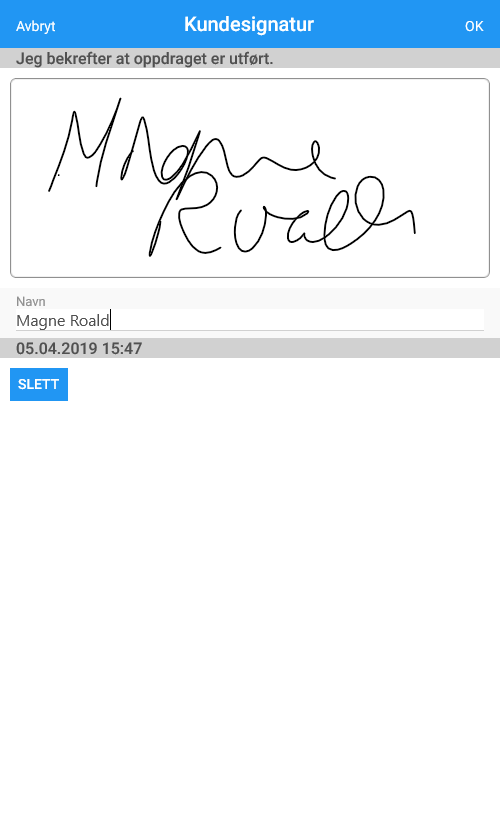 Avbryt Kundesignatur OK
Jeg bekrefter at oppdraget er utført.
Magne
Navn
Magne Roald
05.04.2019 15:47
SLETT